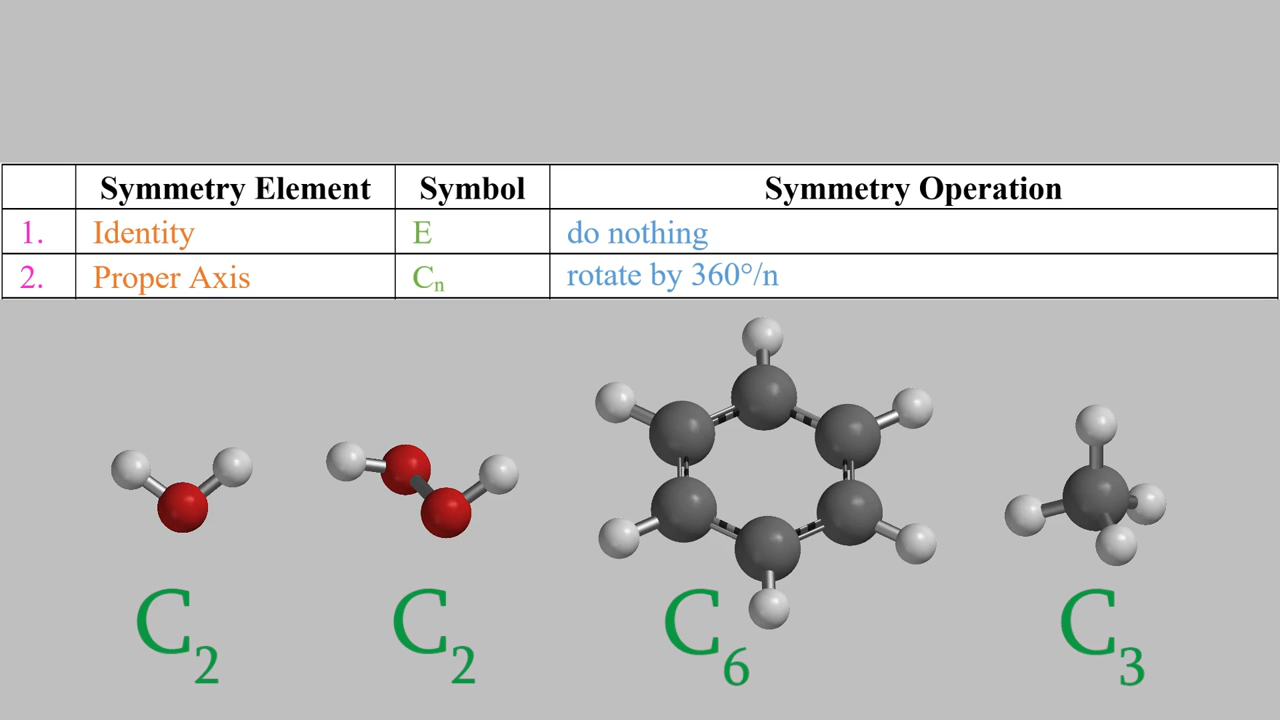 Symmetry Element Symbol Symmetry Operation
1. Identity E do nothing
2. Proper Axis Cₙ rotate by 360°/n
C₂ C₂ C₆ C₃